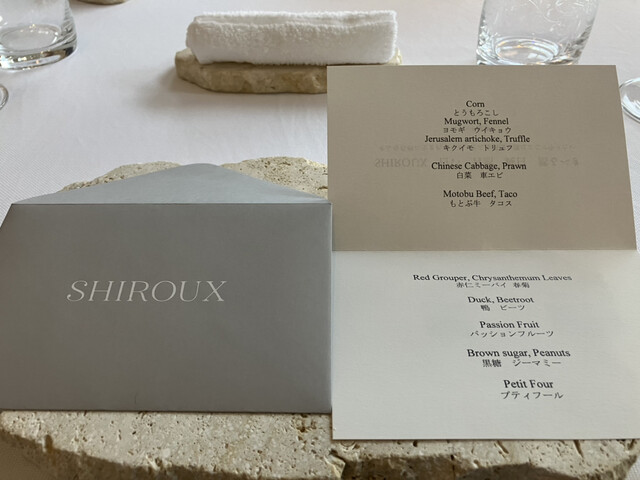 SHIROUX
Corn
とうもろこし
Mugwort, Fennel
ヨモギ ウイキョウ
Jerusalem artichoke, Truffle
キクイモ トリュフ
Chinese Cabbage, Prawn
白菜 車エビ
Motobu Beef, Taco
もとぶ牛 タコス
Red Grouper, Chrysanthemum Leaves
赤仁ミーバイ 春菊
Duck, Beetroot
鴨 ビーツ
Passion Fruit
パッションフルーツ
Brown sugar, Peanuts
黒糖 ジーマミー
Petit Four
プティフール